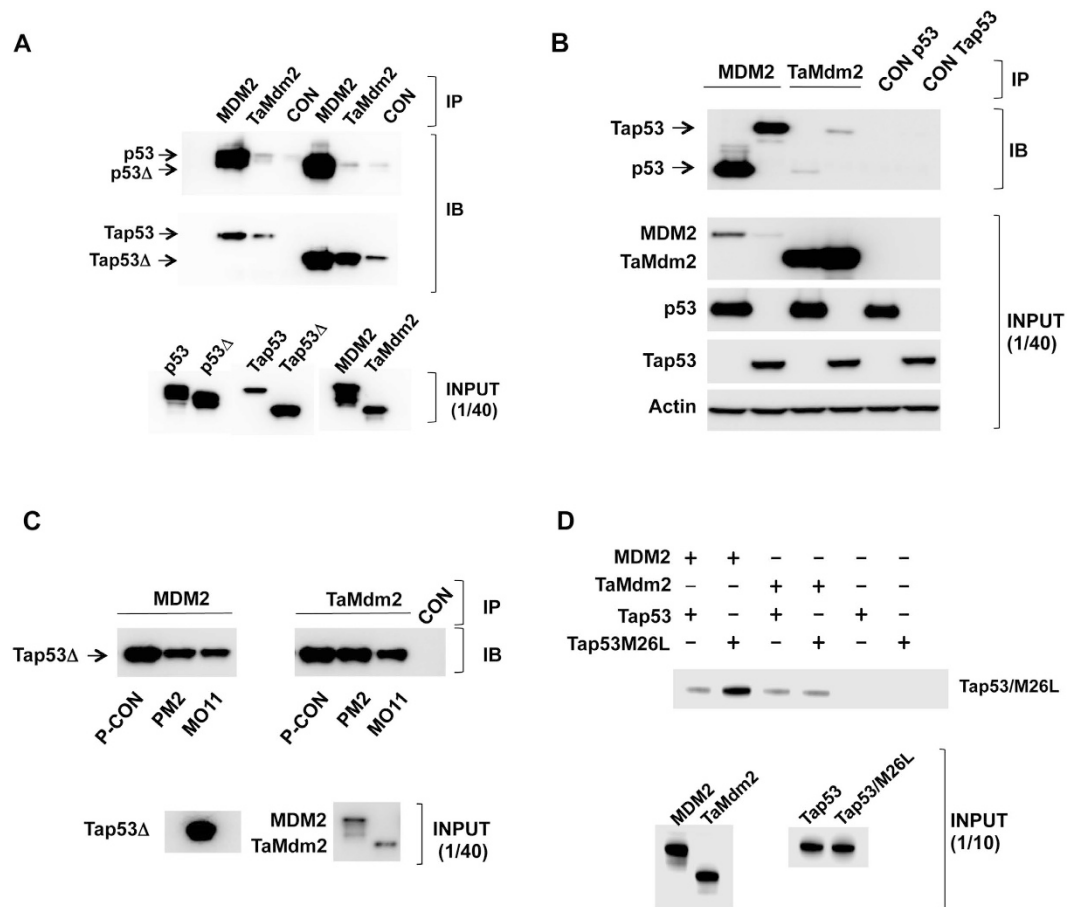 A
MDM2 TaMdm2 CON MDM2 TaMdm2 CON
IP
p53
p53Δ
Tap53
Tap53Δ
IB
p53 p53Δ Tap53 Tap53Δ MDM2 TaMdm2
INPUT
(1/40)
B
MDM2 TaMdm2 CON p53 CON Tap53
IP
Tap53
p53
IB
MDM2
TaMdm2
p53
Tap53
Actin
INPUT
(1/40)
C
MDM2 TaMdm2 CON
IP
Tap53Δ
IB
P-CON PM2 MO11 P-CON PM2 MO11
Tap53Δ
MDM2
TaMdm2
INPUT
(1/40)
D
MDM2 + + – – – –
TaMdm2 – – + + – –
Tap53 + – + – + –
Tap53M26L – + – + – +
Tap53/M26L
MDM2 TaMdm2 Tap53 Tap53/M26L
INPUT
(1/10)